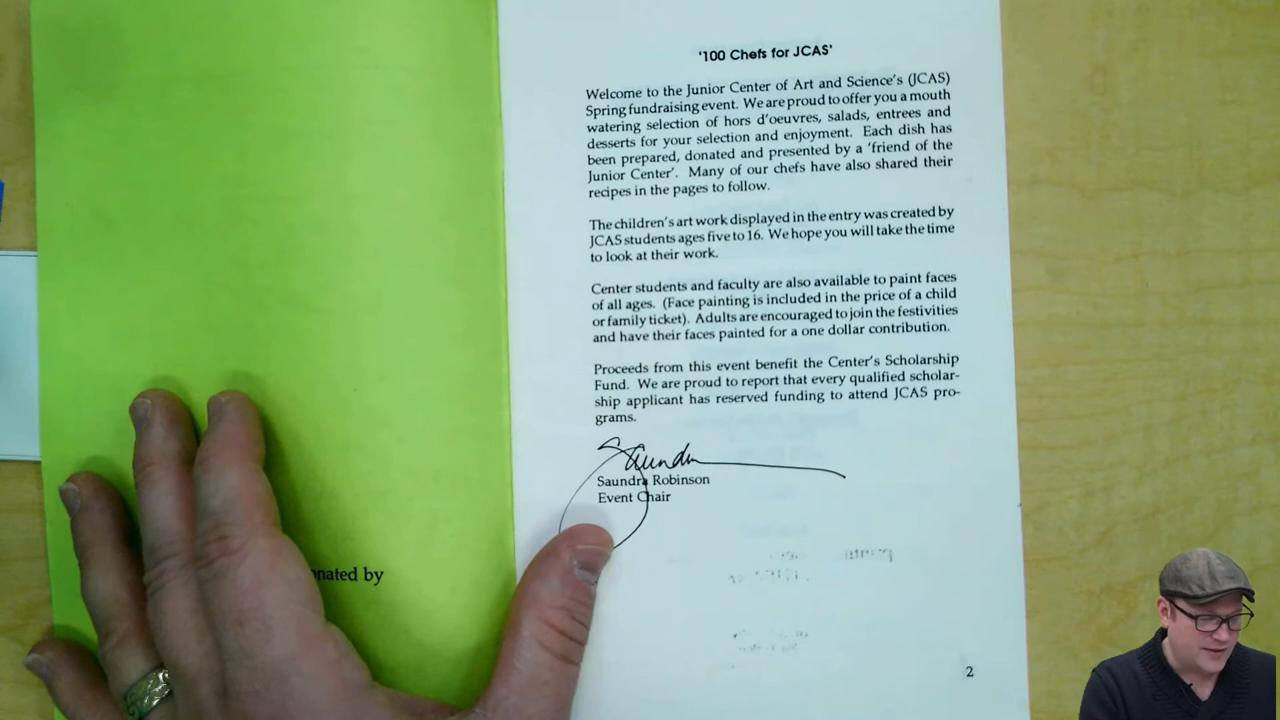 '100 Chefs for JCAS'
Welcome to the Junior Center of Art and Science's (JCAS)
Spring fundraising event. We are proud to offer you a mouth
watering selection of hors d'oeuvres, salads, entrees and
desserts for your selection and enjoyment. Each dish has
been prepared, donated and presented by a 'friend of the
Junior Center'. Many of our chefs have also shared their
recipes in the pages to follow.
The children's art work displayed in the entry was created by
JCAS students ages five to 16. We hope you will take the time
to look at their work.
Center students and faculty are also available to paint faces
of all ages. (Face painting is included in the price of a child
or family ticket). Adults are encouraged to join the festivities
and have their faces painted for a one dollar contribution.
Proceeds from this event benefit the Center's Scholarship
Fund. We are proud to report that every qualified scholar-
ship applicant has reserved funding to attend JCAS pro-
grams.
Saundra
Saundra Robinson
Event Chair
by
2